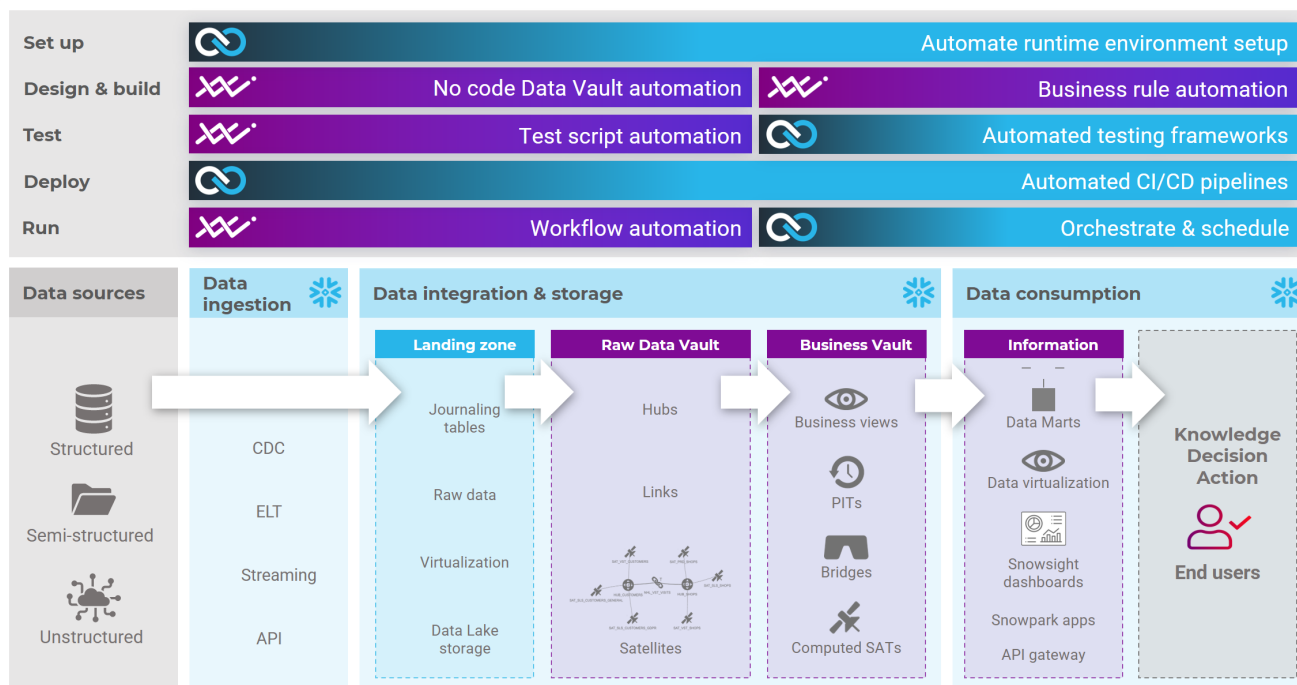 Set up
Automate runtime environment setup
Design & build
No code Data Vault automation
Business rule automation
Test
Test script automation
Automated testing frameworks
Deploy
Automated CI/CD pipelines
Run
Workflow automation
Orchestrate & schedule
Data sources
Structured
Semi-structured
Unstructured
Data
ingestion
CDC
ELT
Streaming
API
Data integration & storage
Landing zone
Journaling
tables
Raw data
Virtualization
Data Lake
storage
Raw Data Vault
Hubs
Links
Satellites
Business Vault
Business views
PITs
Bridges
Computed SATs
Data consumption
Information
Data Marts
Data virtualization
Snowsight
dashboards
Snowpark apps
API gateway
Knowledge
Decision
Action
End users